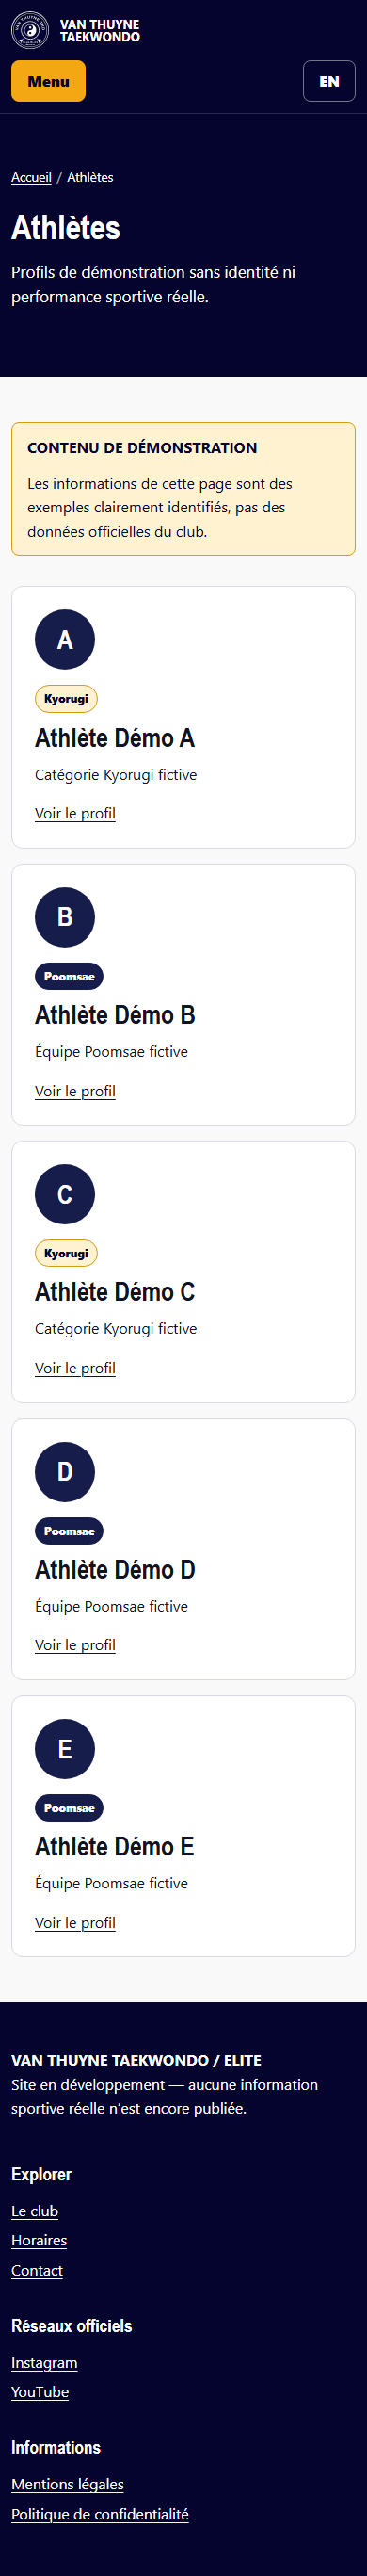 VAN THUYNE
TAEKWONDO
Menu
EN
Accueil / Athlètes
Athlètes
Profils de démonstration sans identité ni
performance sportive réelle.
CONTENU DE DÉMONSTRATION
Les informations de cette page sont des
exemples clairement identifiés, pas des
données officielles du club.
A
Kyorugi
Athlète Démo A
Catégorie Kyorugi fictive
Voir le profil
B
Poomsae
Athlète Démo B
Équipe Poomsae fictive
Voir le profil
C
Kyorugi
Athlète Démo C
Catégorie Kyorugi fictive
Voir le profil
D
Poomsae
Athlète Démo D
Équipe Poomsae fictive
Voir le profil
E
Poomsae
Athlète Démo E
Équipe Poomsae fictive
Voir le profil
VAN THUYNE TAEKWONDO / ELITE
Site en développement — aucune information
sportive réelle n’est encore publiée.
Explorer
Le club
Horaires
Contact
Réseaux officiels
Instagram
YouTube
Informations
Mentions légales
Politique de confidentialité